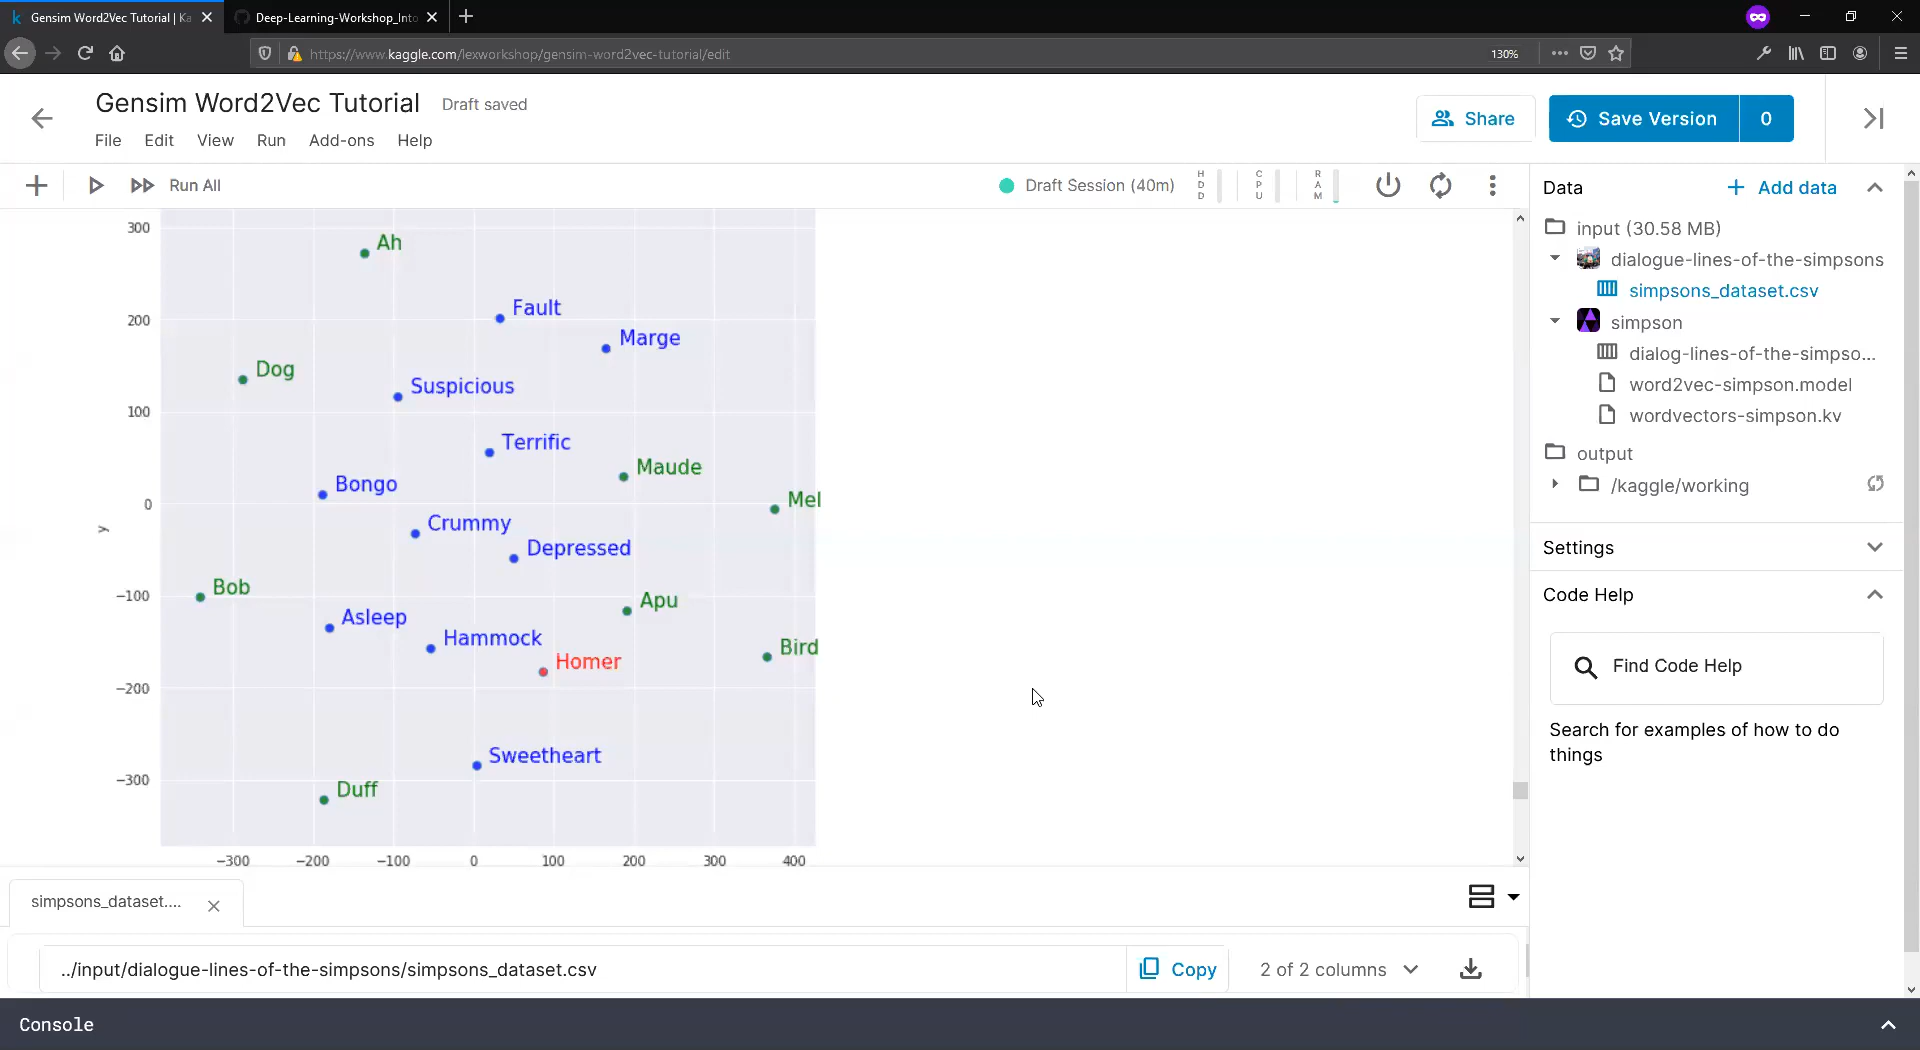 Gensim Word2Vec Tutorial | Ka
Deep-Learning-Workshop_Into
https://www.kaggle.com/lexworkshop/gensim-word2vec-tutorial/edit
130%
Gensim Word2Vec Tutorial
Draft saved
File Edit View Run Add-ons Help
Share
Save Version
0
Run All
Draft Session (40m)
HDD
CPU
RAM
300
200
100
0
−100
−200
−300
y
Ah
Fault
Marge
Dog
Suspicious
Terrific
Maude
Bongo
Mel
Crummy
Depressed
Bob
Apu
Asleep
Hammock
Bird
Homer
Sweetheart
Duff
−300 −200 −100 0 100 200 300 400
Data
Add data
input (30.58 MB)
dialogue-lines-of-the-simpsons
simpsons_dataset.csv
simpson
dialog-lines-of-the-simpso...
word2vec-simpson.model
wordvectors-simpson.kv
output
/kaggle/working
Settings
Code Help
Find Code Help
Search for examples of how to do
things
simpsons_dataset....
../input/dialogue-lines-of-the-simpsons/simpsons_dataset.csv
Copy
2 of 2 columns
Console